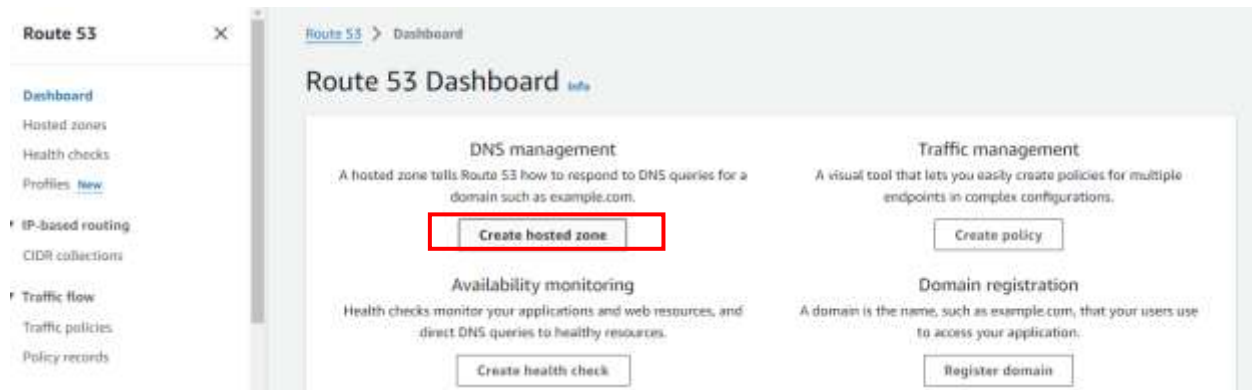 Route 53
Dashboard
Hosted zones
Health checks
Profiles New
IP-based routing
CIDR collections
Traffic flow
Traffic policies
Policy records
Route 53 > Dashboard
Route 53 Dashboard Info
DNS management
A hosted zone tells Route 53 how to respond to DNS queries for a
domain such as example.com.
Create hosted zone
Traffic management
A visual tool that lets you easily create policies for multiple
endpoints in complex configurations.
Create policy
Availability monitoring
Health checks monitor your applications and web resources, and
direct DNS queries to healthy resources.
Create health check
Domain registration
A domain is the name, such as example.com, that your users use
to access your application.
Register domain